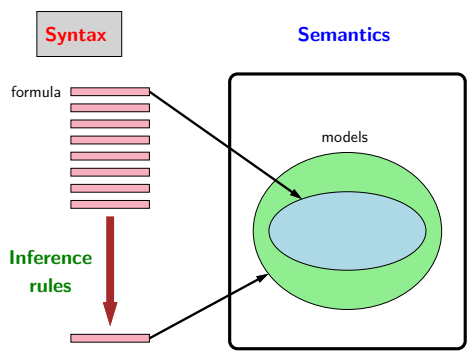 Syntax
Semantics
formula
models
Inference
rules